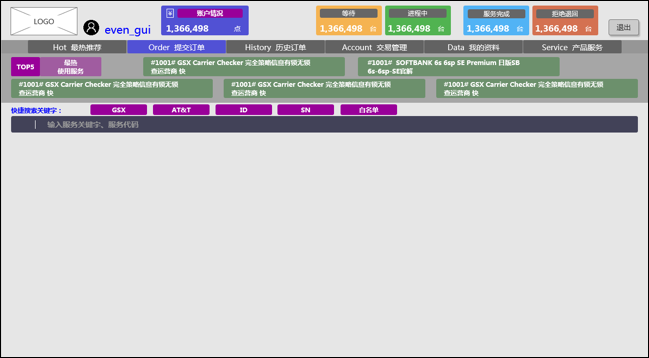 LOGO
even_gui
账户情况
1,366,498 点
等待
1,366,498 台
进程中
1,366,498 台
服务完成
1,366,498 台
拒绝退回
1,366,498 台
退出
Hot 最热推荐
Order 提交订单
History 历史订单
Account 交易管理
Data 我的资料
Service 产品服务
TOP5
最热
使用服务
#1001# GSX Carrier Checker 完全策略信息有锁无锁
查运营商 快
#1001# SOFTBANK 6s 6sp SE Premium 日版SB
6s-6sp-SE官解
#1001# GSX Carrier Checker 完全策略信息有锁无锁
查运营商 快
#1001# GSX Carrier Checker 完全策略信息有锁无锁
查运营商 快
#1001# GSX Carrier Checker 完全策略信息有锁无锁
查运营商 快
快捷搜索关键字：
GSX
AT&T
ID
SN
白名单
输入服务关键字、服务代码